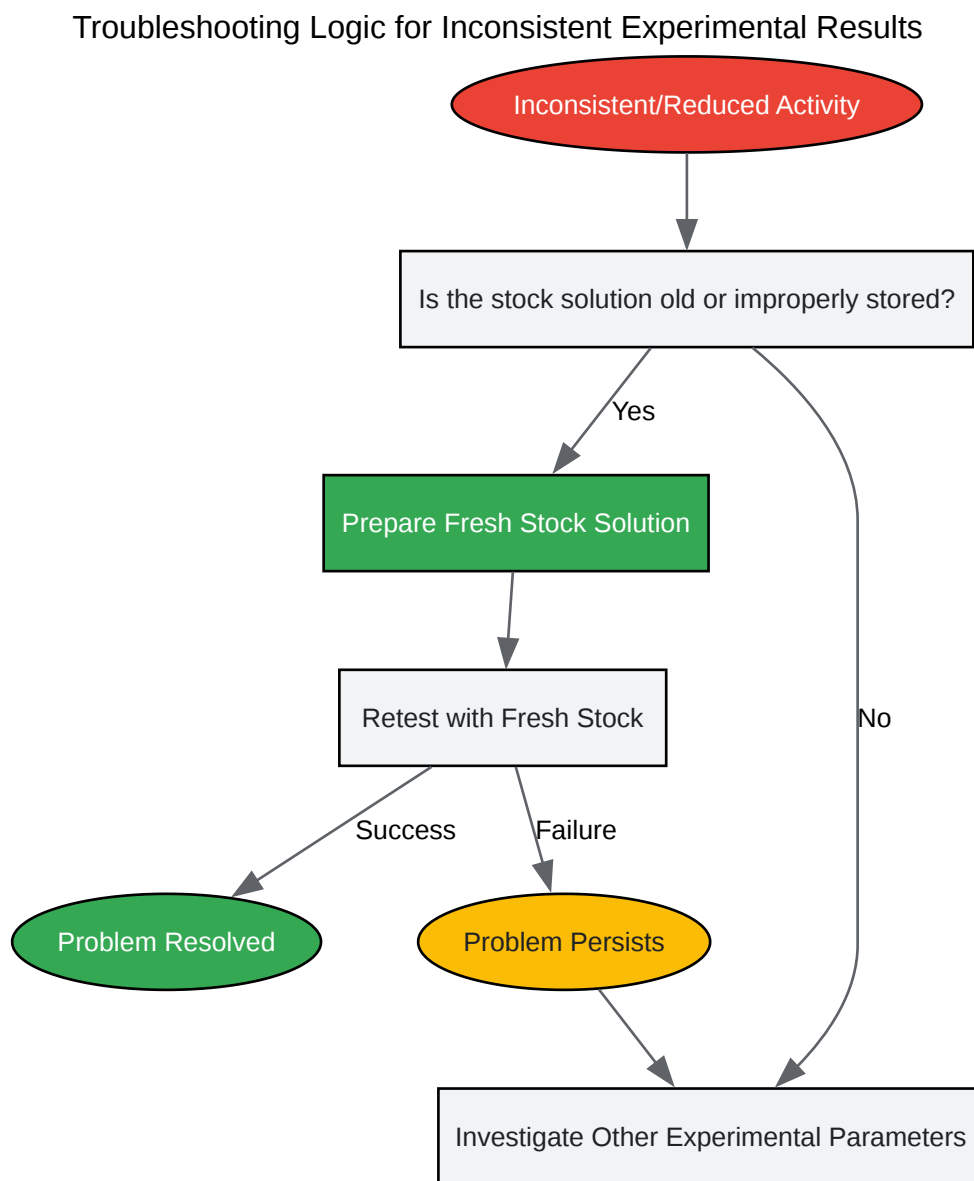 Troubleshooting Logic for Inconsistent Experimental Results
Inconsistent/Reduced Activity
Is the stock solution old or improperly stored?
Yes
Prepare Fresh Stock Solution
Retest with Fresh Stock
No
Success
Failure
Problem Resolved
Problem Persists
Investigate Other Experimental Parameters